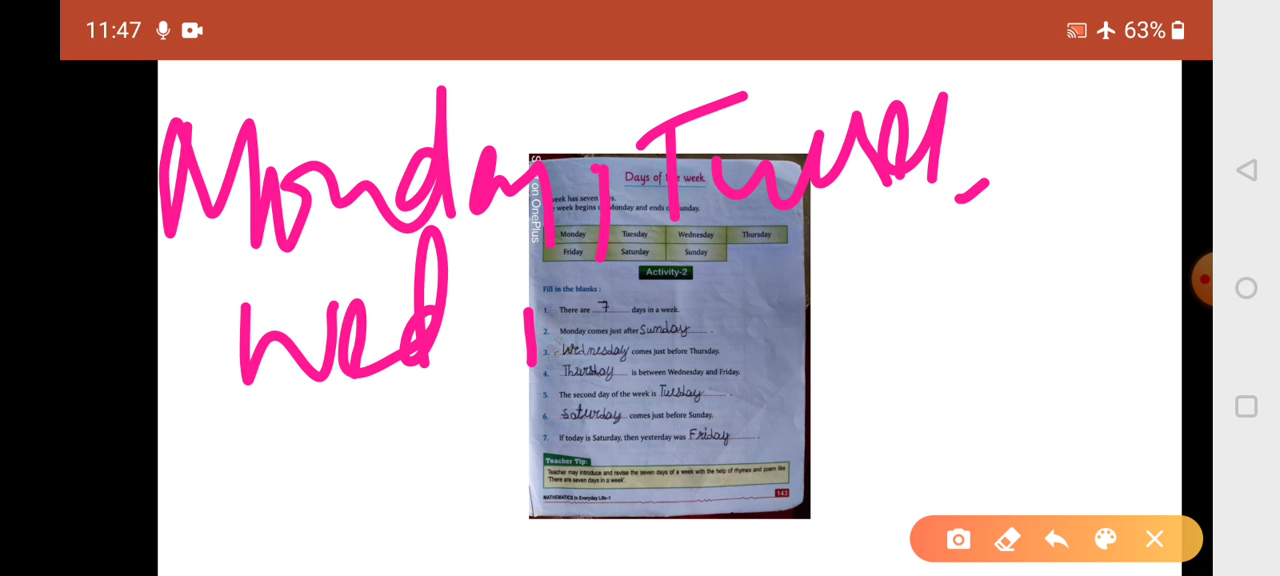 11:47 63%
Monday, Tues,
wed
Days of the week
week has seven
week begins Monday and ends
Monday Tuesday Wednesday Thursday
Friday Saturday Sunday
Activity-2
Fill in the blanks :
1. There are 7 days in a week.
2. Monday comes just after Sunday.
3. Wednesday comes just before Thursday.
4. Thursday is between Wednesday and Friday.
5. The second day of the week is Tuesday.
6. Saturday comes just before Sunday.
7. If today is Saturday, then yesterday was Friday.
Teacher Tip:
Teacher may introduce and revise the seven days of a week with the help of rhymes and poem like
'There are seven days in a week'.
MATHEMATICS in Everyday Life-1 143
on OnePlus